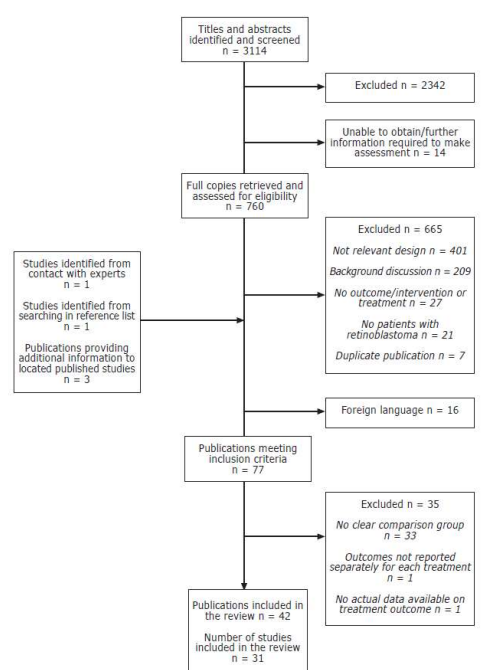 Titles and abstracts
identified and screened
n = 3114
Excluded n = 2342
Unable to obtain/further
information required to make
assessment n = 14
Full copies retrieved and
assessed for eligibility
n = 760
Excluded n = 665
Not relevant design n = 401
Background discussion n = 209
No outcome/intervention or
treatment n = 27
No patients with
retinoblastoma n = 21
Duplicate publication n = 7
Studies identified from
contact with experts
n = 1
Studies identified from
searching in reference list
n = 1
Publications providing
additional information to
located published studies
n = 3
Foreign language n = 16
Publications meeting
inclusion criteria
n = 77
Excluded n = 35
No clear comparison group
n = 33
Outcomes not reported
separately for each treatment
n = 1
No actual data available on
treatment outcome n = 1
Publications included in
the review n = 42
Number of studies
included in the review
n = 31